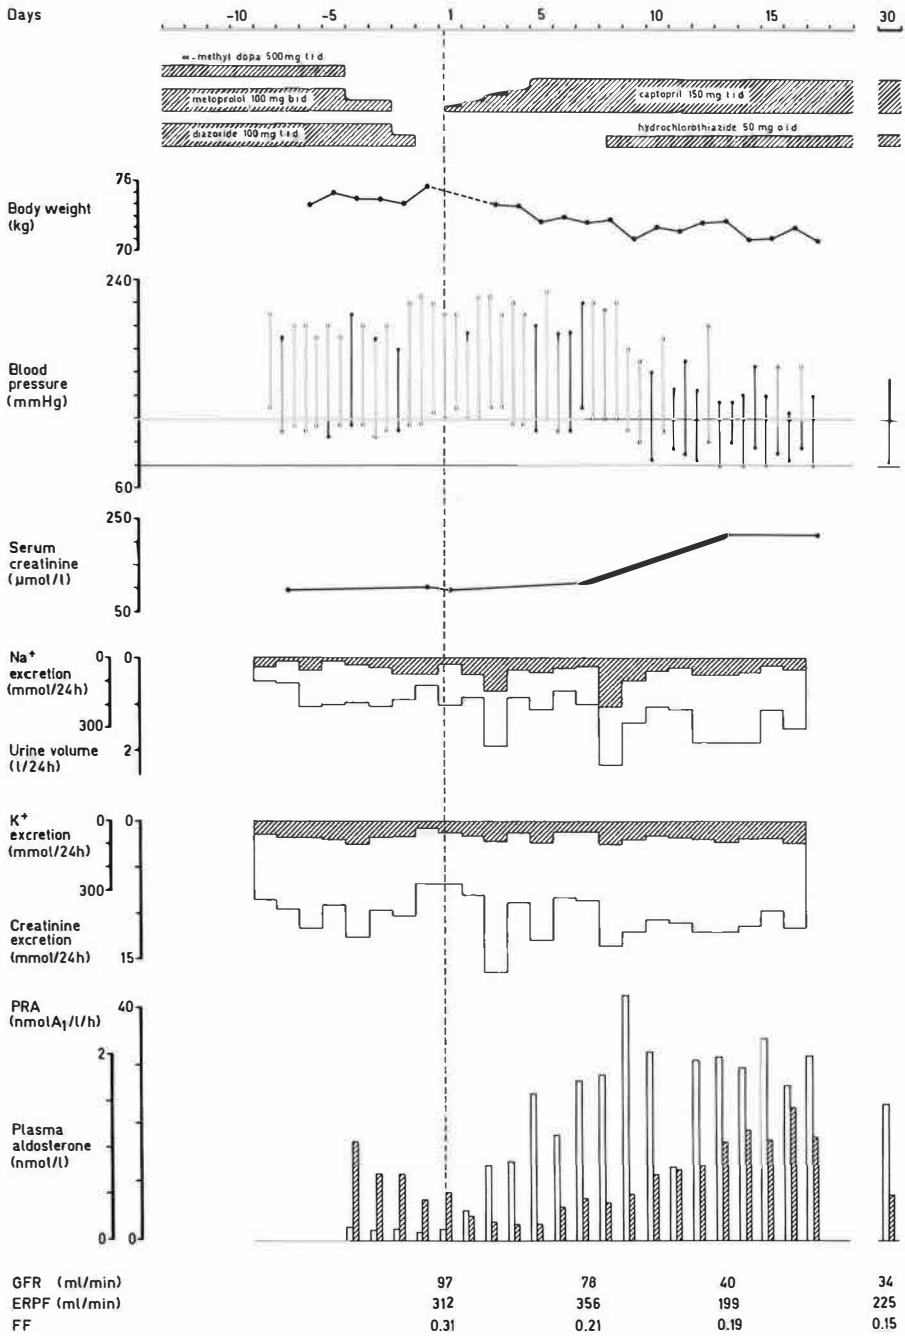 Days -10 -5 1 5 10 15 30
α-methyl dopa 500mg t i d
metoprolol 100 mg b i d
captopril 150 mg t i d
diazoxide 100 mg t i d
hydrochlorothiazide 50 mg o i d
76
Body weight
(kg)
70
240
Blood
pressure
(mmHg)
60
250
Serum
creatinine
(µmol/l)
50
Na+ 0 0
excretion
(mmol/24h)
300
Urine volume 2
(l/24h)
K+ 0 0
excretion
(mmol/24h)
300
Creatinine
excretion
(mmol/24h) 15
PRA 40
(nmolA1/l/h)
2
Plasma
aldosterone
(nmol/l)
0 0
GFR (ml/min) 97 78 40 34
ERPF (ml/min) 312 356 199 225
FF 0.31 0.21 0.19 0.15